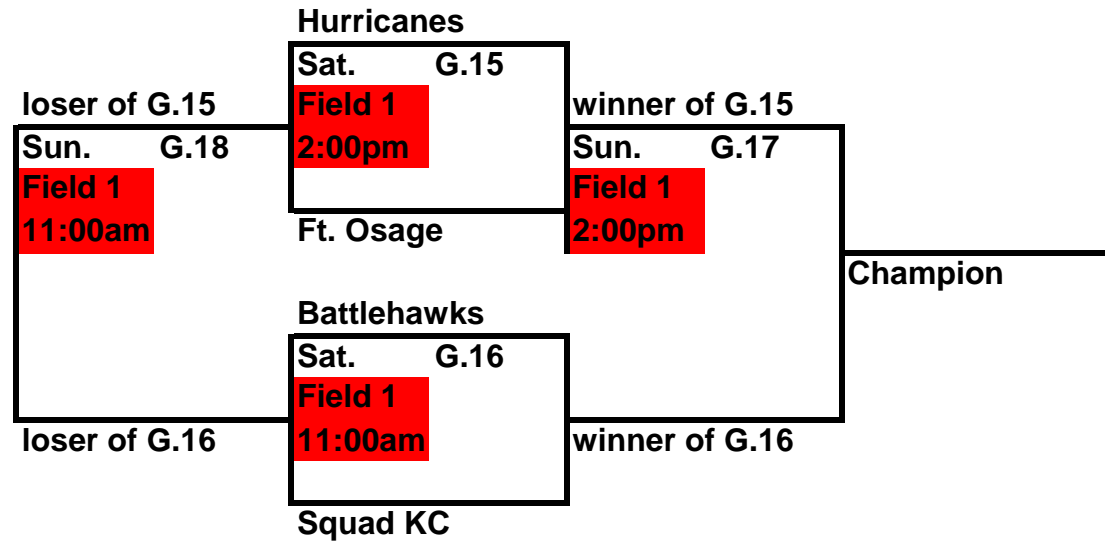 Hurricanes
Sat. G.15
loser of G.15 Field 1 winner of G.15
Sun. G.18 2:00pm Sun. G.17
Field 1 Field 1
11:00am Ft. Osage 2:00pm
Champion
Battlehawks
Sat. G.16
Field 1
loser of G.16 11:00am winner of G.16
Squad KC